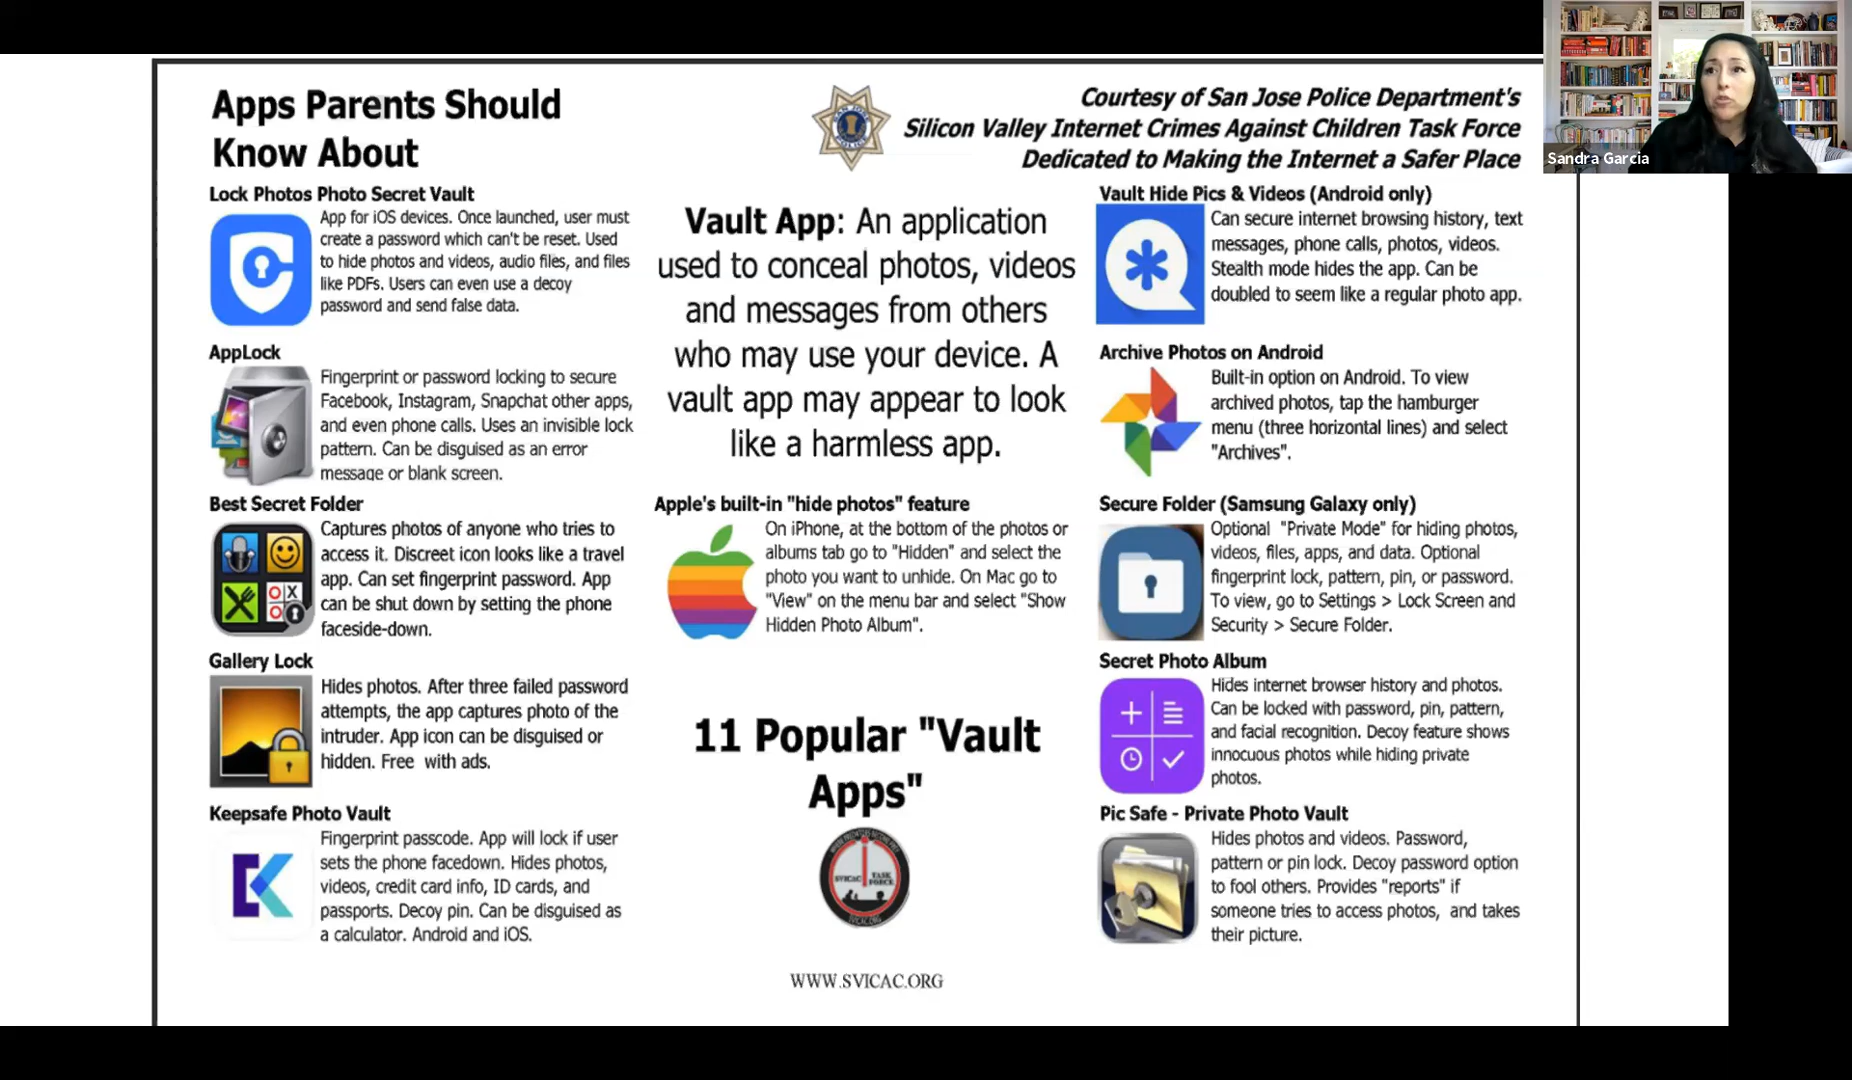 Apps Parents Should
Know About
Courtesy of San Jose Police Department's
Silicon Valley Internet Crimes Against Children Task Force
Dedicated to Making the Internet a Safer Place
Sandra Garcia
Lock Photos Photo Secret Vault
App for iOS devices. Once launched, user must
create a password which can't be reset. Used
to hide photos and videos, audio files, and files
like PDFs. Users can even use a decoy
password and send false data.
AppLock
Fingerprint or password locking to secure
Facebook, Instagram, Snapchat other apps,
and even phone calls. Uses an invisible lock
pattern. Can be disguised as an error
message or blank screen.
Best Secret Folder
Captures photos of anyone who tries to
access it. Discreet icon looks like a travel
app. Can set fingerprint password. App
can be shut down by setting the phone
faceside-down.
Gallery Lock
Hides photos. After three failed password
attempts, the app captures photo of the
intruder. App icon can be disguised or
hidden. Free with ads.
Keepsafe Photo Vault
Fingerprint passcode. App will lock if user
sets the phone facedown. Hides photos,
videos, credit card info, ID cards, and
passports. Decoy pin. Can be disguised as
a calculator. Android and iOS.
Vault App: An application
used to conceal photos, videos
and messages from others
who may use your device. A
vault app may appear to look
like a harmless app.
Apple's built-in "hide photos" feature
On iPhone, at the bottom of the photos or
albums tab go to "Hidden" and select the
photo you want to unhide. On Mac go to
"View" on the menu bar and select "Show
Hidden Photo Album".
11 Popular "Vault
Apps"
SVICAC
TASK
FORCE
SVICAC.ORG
WWW.SVICAC.ORG
Vault Hide Pics & Videos (Android only)
Can secure internet browsing history, text
messages, phone calls, photos, videos.
Stealth mode hides the app. Can be
doubled to seem like a regular photo app.
Archive Photos on Android
Built-in option on Android. To view
archived photos, tap the hamburger
menu (three horizontal lines) and select
"Archives".
Secure Folder (Samsung Galaxy only)
Optional "Private Mode" for hiding photos,
videos, files, apps, and data. Optional
fingerprint lock, pattern, pin, or password.
To view, go to Settings > Lock Screen and
Security > Secure Folder.
Secret Photo Album
Hides internet browser history and photos.
Can be locked with password, pin, pattern,
and facial recognition. Decoy feature shows
innocuous photos while hiding private
photos.
Pic Safe - Private Photo Vault
Hides photos and videos. Password,
pattern or pin lock. Decoy password option
to fool others. Provides "reports" if
someone tries to access photos, and takes
their picture.